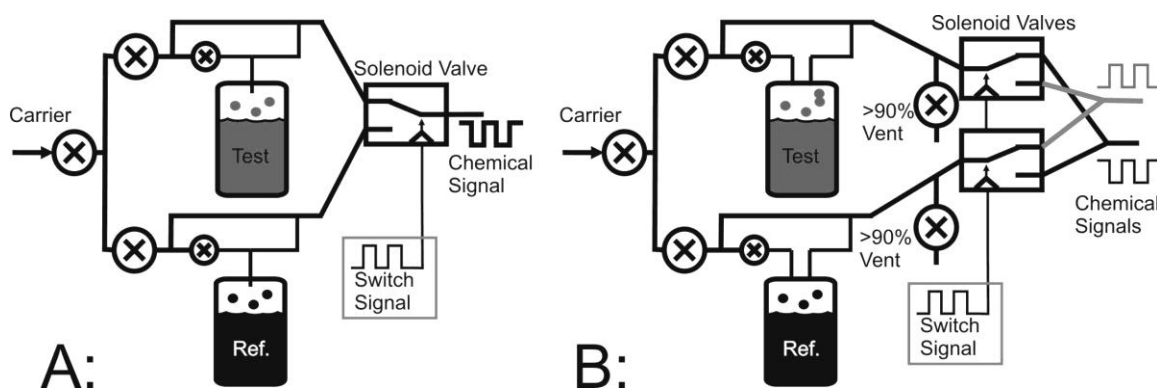 Carrier
Test
Ref.
Solenoid Valve
Chemical
Signal
Switch
Signal
A:
Carrier
Test
Ref.
>90%
Vent
>90%
Vent
Solenoid Valves
Chemical
Signals
Switch
Signal
B: